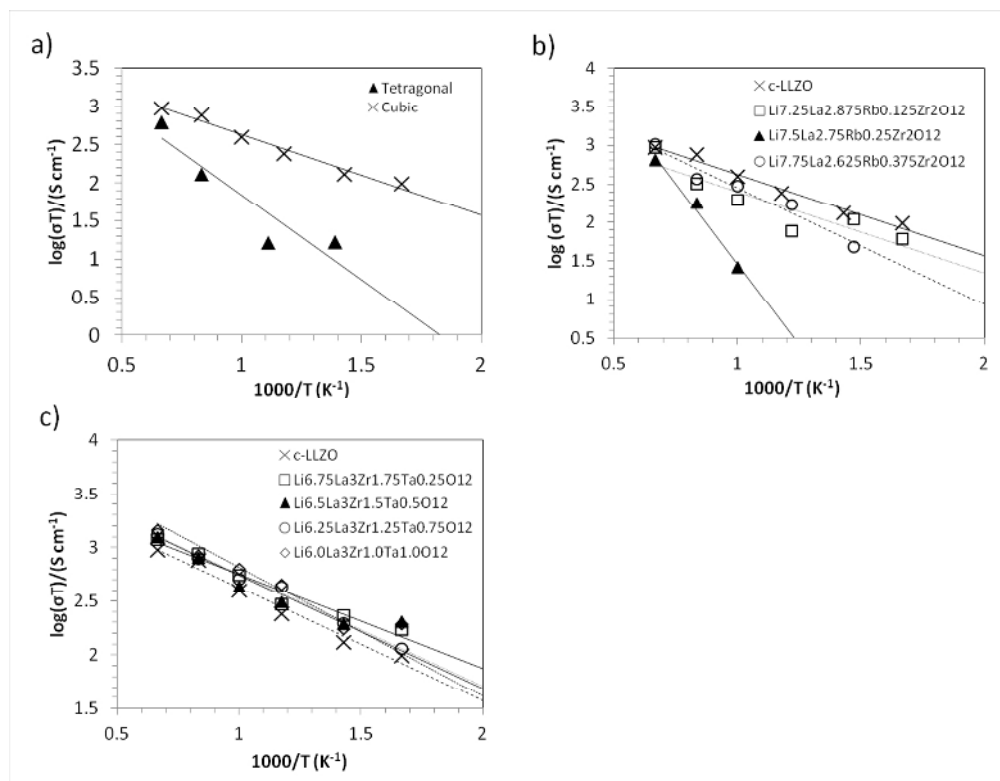 a)
3.5
3
2.5
2
1.5
1
0.5
0
log(σT)/(S cm⁻¹)
Tetragonal
Cubic
0.5 1 1.5 2
1000/T (K⁻¹)
b)
4
3.5
3
2.5
2
1.5
1
0.5
log (σT)/(S cm⁻¹)
c-LLZO
Li7.25La2.875Rb0.125Zr2O12
Li7.5La2.75Rb0.25Zr2O12
Li7.75La2.625Rb0.375Zr2O12
0.5 1 1.5 2
1000/T (K⁻¹)
c)
4
3.5
3
2.5
2
1.5
log(σT)/(S cm⁻¹)
c-LLZO
Li6.75La3Zr1.75Ta0.25O12
Li6.5La3Zr1.5Ta0.5O12
Li6.25La3Zr1.25Ta0.75O12
Li6.0La3Zr1.0Ta1.0O12
0.5 1 1.5 2
1000/T (K⁻¹)